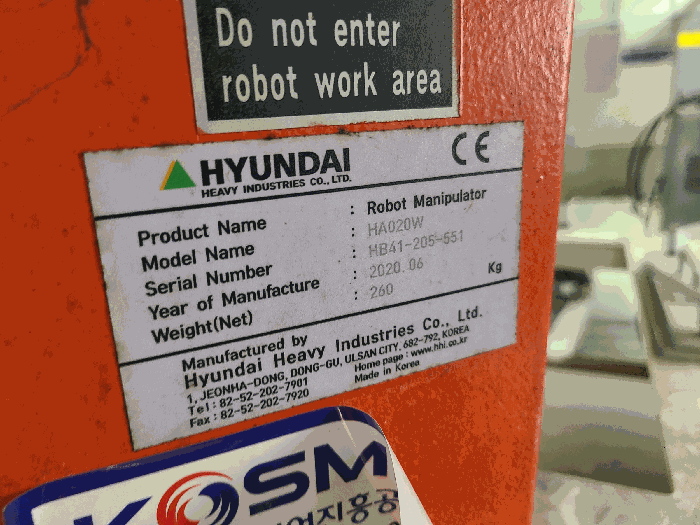 Do not enter
robot work area
HYUNDAI
HEAVY INDUSTRIES CO., LTD.
CE
Product Name : Robot Manipulator
Model Name : HA020W
Serial Number : HB41-205-551
Year of Manufacture : 2020.06
Weight(Net) : 260 Kg
Manufactured by
Hyundai Heavy Industries Co., Ltd.
1, JEONHA-DONG, DONG-GU, ULSAN CITY, 682-792, KOREA
Tel : 82-52-202-7901 Home page : www.hhi.co.kr
Fax : 82-52-202-7920 Made in Korea
KOSM